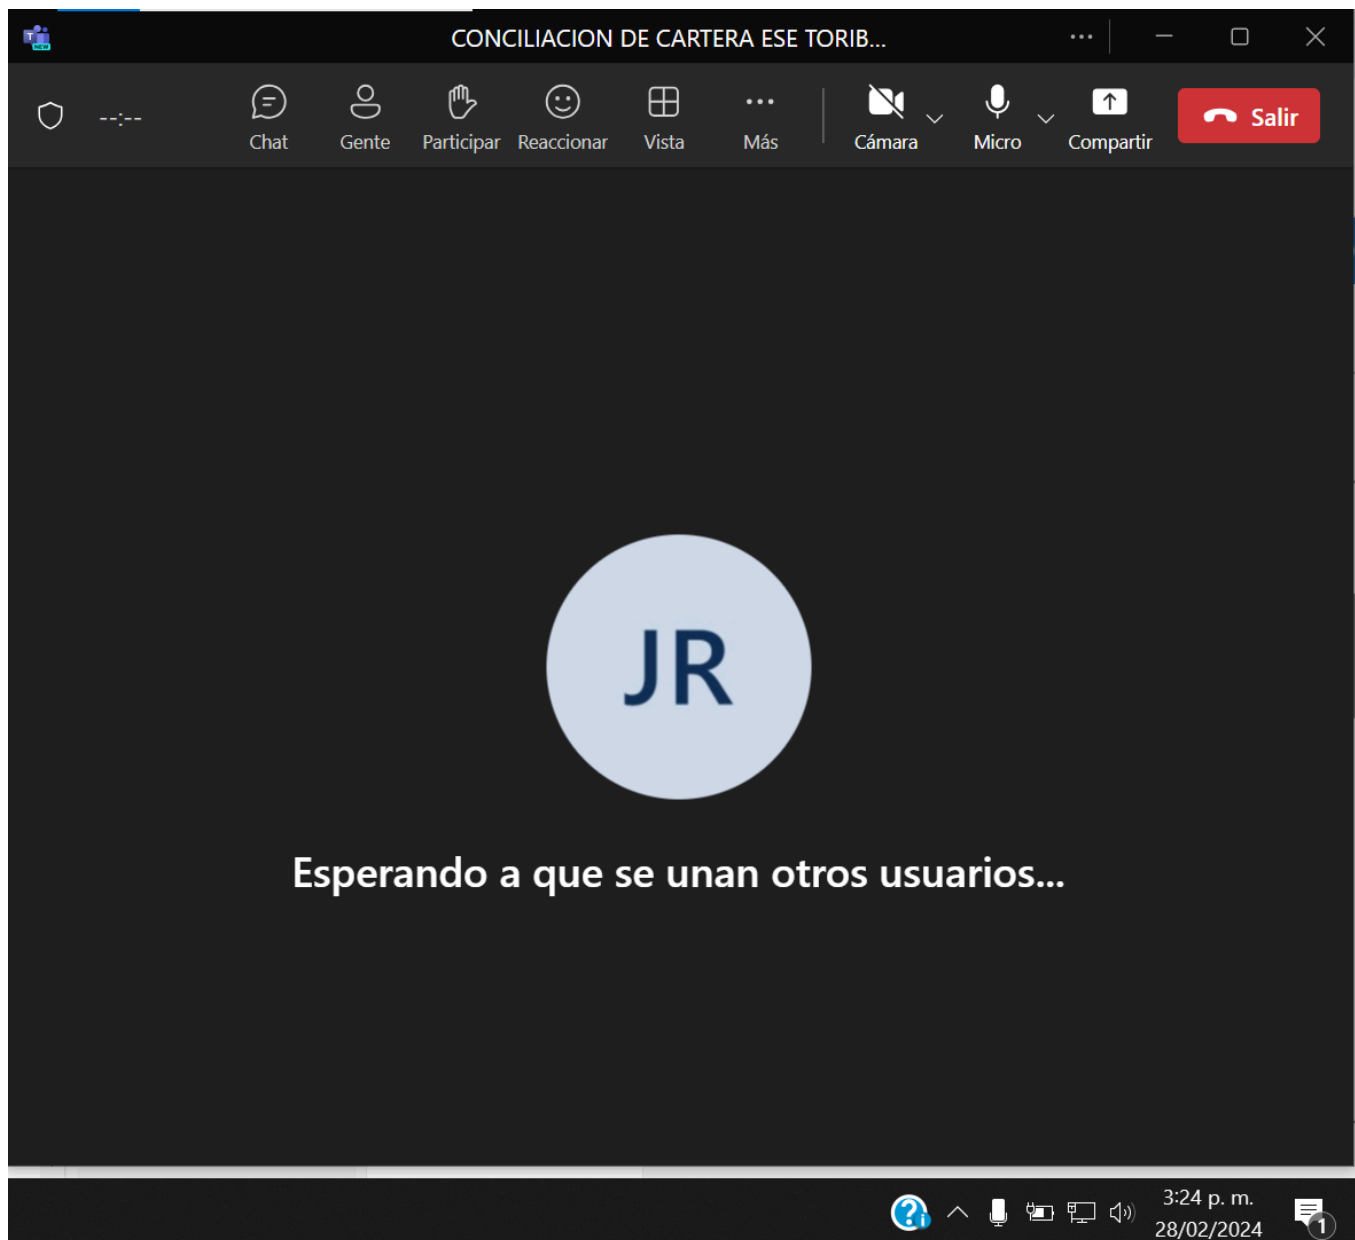 CONCILIACION DE CARTERA ESE TORIB...
--:--
Chat
Gente
Participar
Reaccionar
Vista
Más
Cámara
Micro
Compartir
Salir
JR
Esperando a que se unan otros usuarios...
3:24 p. m.
28/02/2024
1